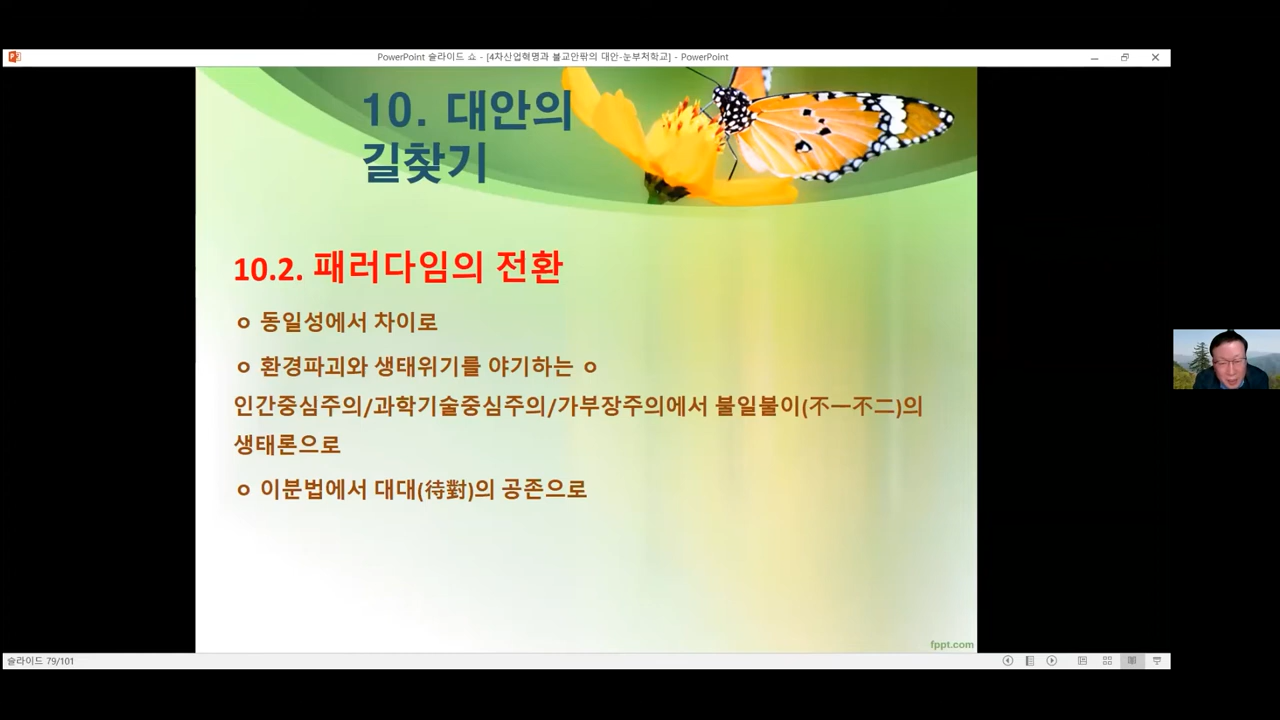 PowerPoint 슬라이드 쇼 - [4차산업혁명과 불교안팎의 대안-눈부처학교] - PowerPoint
10. 대안의
길찾기
10.2. 패러다임의 전환
ㅇ 동일성에서 차이로
ㅇ 환경파괴와 생태위기를 야기하는 ㅇ
인간중심주의/과학기술중심주의/가부장주의에서 불일불이(不一不二)의
생태론으로
ㅇ 이분법에서 대대(待對)의 공존으로
fppt.com
슬라이드 79/101